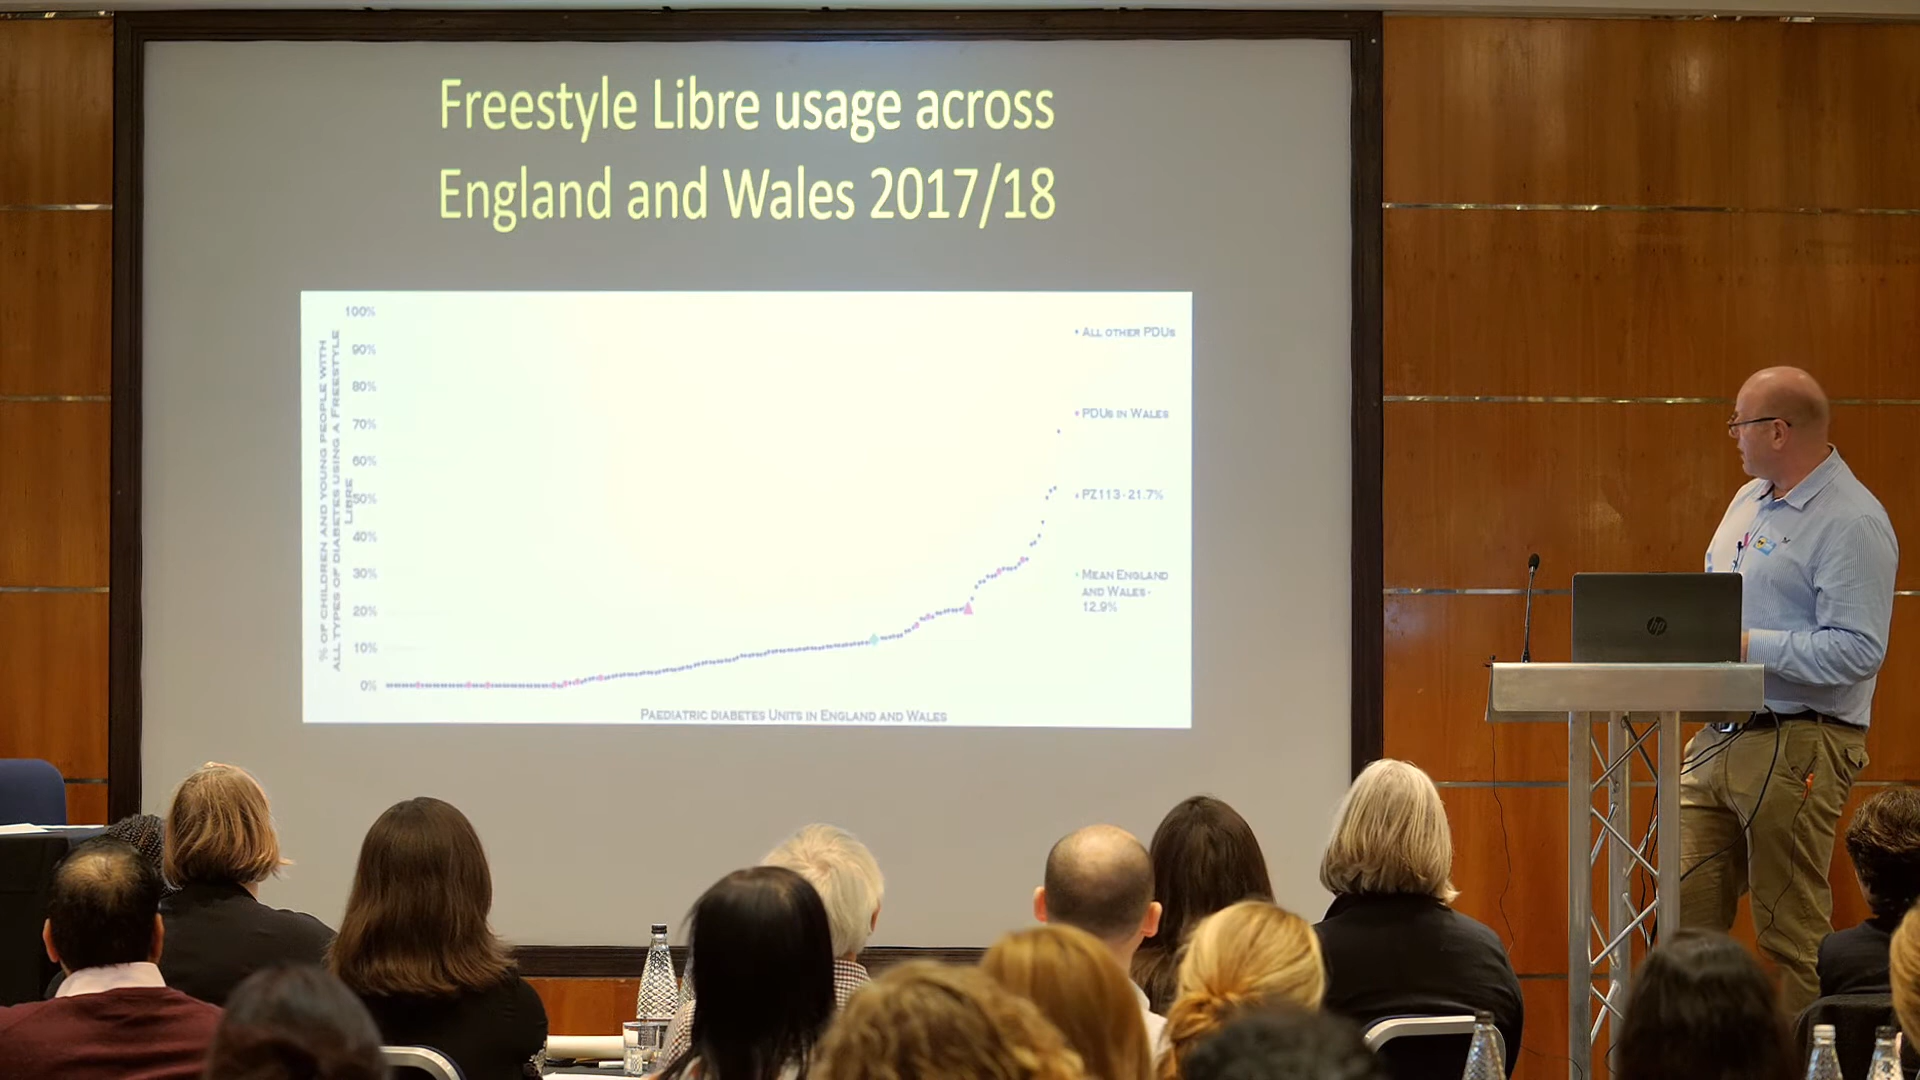 Freestyle Libre usage across
England and Wales 2017/18
% OF CHILDREN AND YOUNG PEOPLE WITH
ALL TYPES OF DIABETES USING A FREESTYLE
LIBRE
100%
90%
80%
70%
60%
50%
40%
30%
20%
10%
0%
ALL OTHER PDUS
PDUS IN WALES
PZ113 - 21.7%
MEAN ENGLAND
AND WALES -
12.9%
PAEDIATRIC DIABETES UNITS IN ENGLAND AND WALES
hp